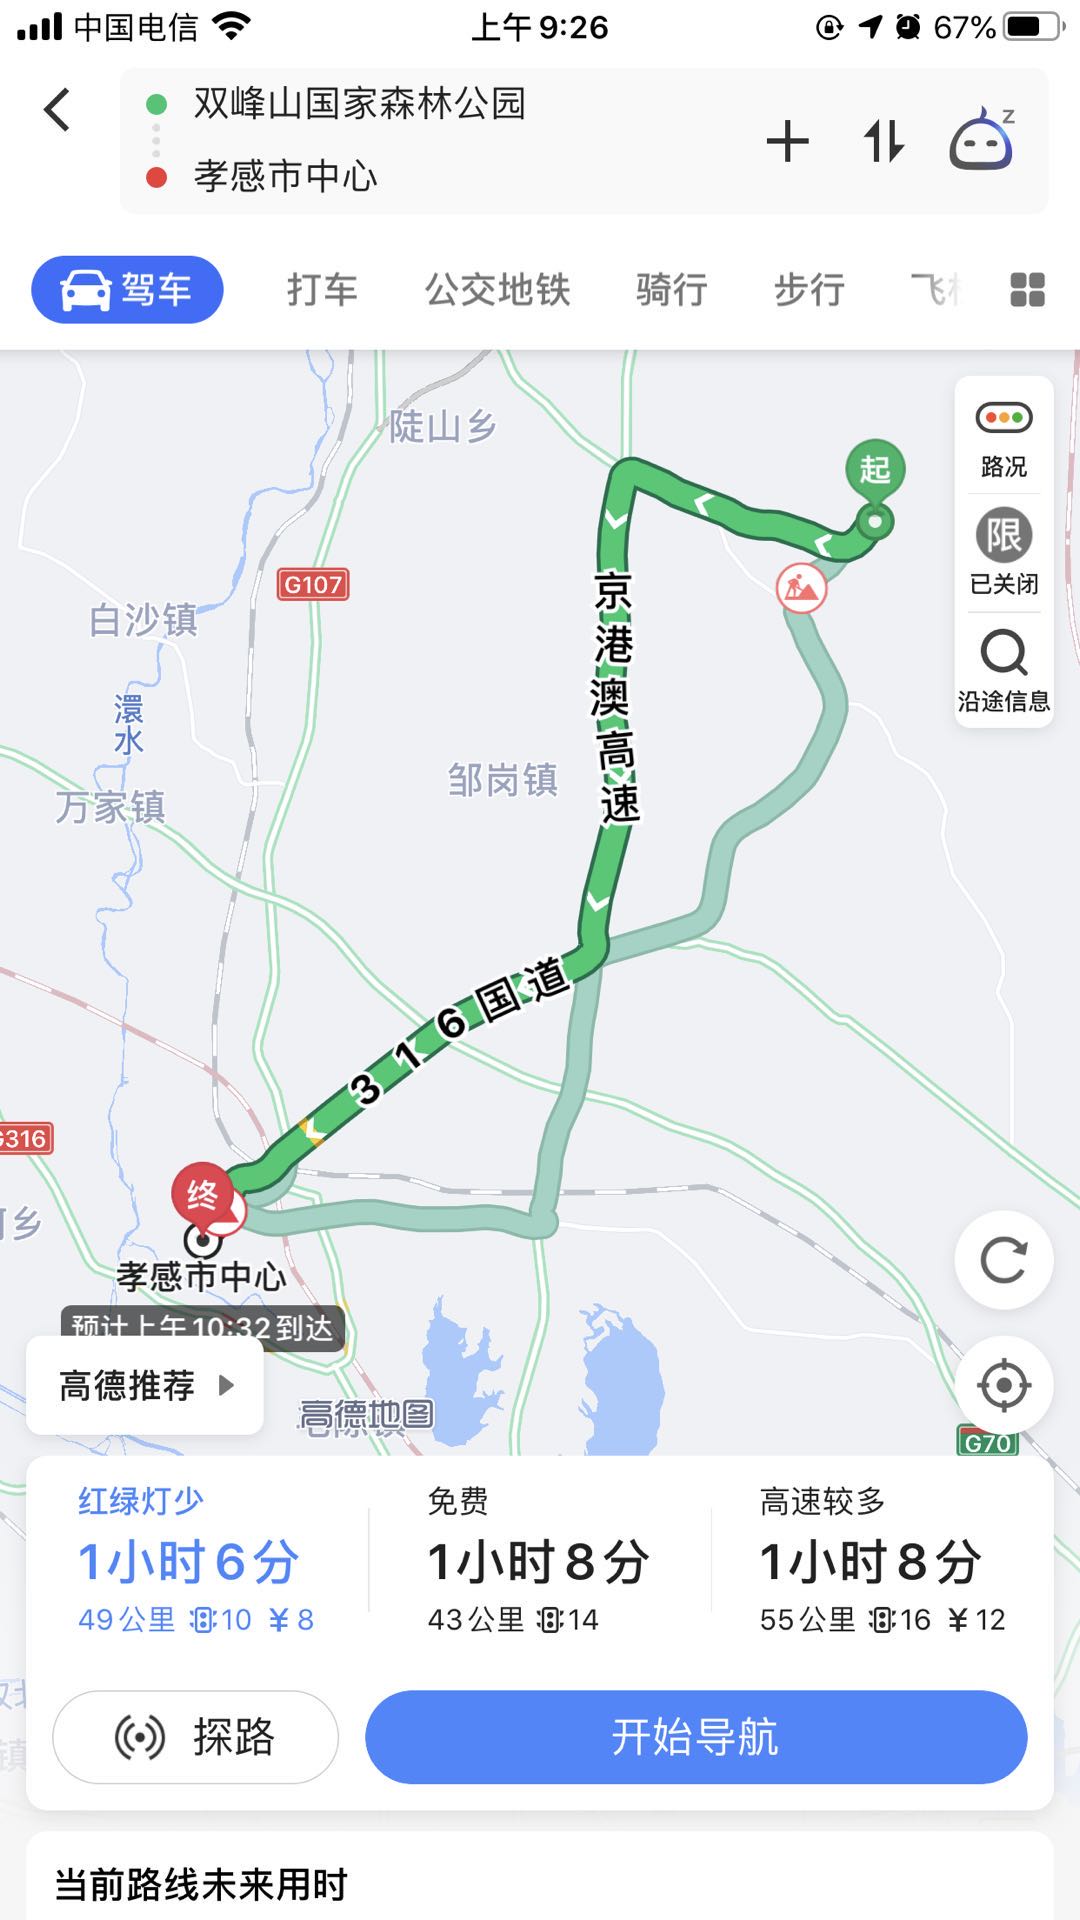 中国电信
上午9:26
67%
双峰山国家森林公园
孝感市中心
Z
驾车
打车
公交地铁
骑行
步行
飞机
陡山乡
起
路况
限
已关闭
沿途信息
G107
白沙镇
澴水
万家镇
邹岗镇
京港澳高速
316国道
G316
终
孝感市中心
预计上午10:32到达
高德推荐
高德地图
G70
红绿灯少
1小时6分
49公里 10 ¥8
免费
1小时8分
43公里 14
高速较多
1小时8分
55公里 16 ¥12
探路
开始导航
当前路线未来用时